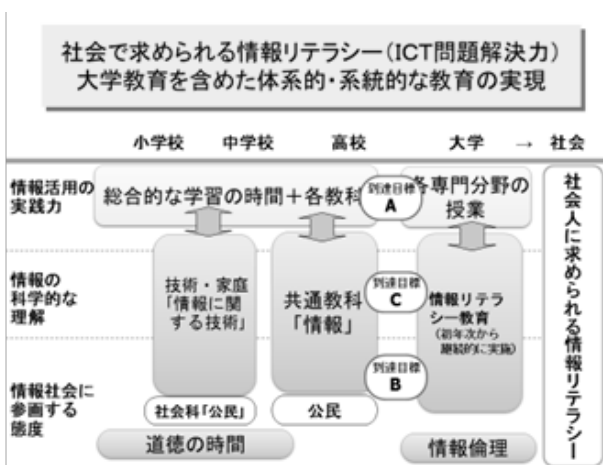 社会で求められる情報リテラシー(ICT問題解決力)
大学教育を含めた体系的・系統的な教育の実現
小学校 中学校 高校 大学 → 社会
情報活用の
実践力
総合的な学習の時間+各教科
到達目標
A
各専門分野の
授業
情報の
科学的な
理解
技術・家庭
「情報に関
する技術」
共通教科
「情報」
到達目標
C
情報リテラ
シー教育
(初年次から
継続的に実施)
到達目標
B
情報社会に
参画する
態度
社会科「公民」
公民
道徳の時間
情報倫理
社会人に求められる情報リテラシー